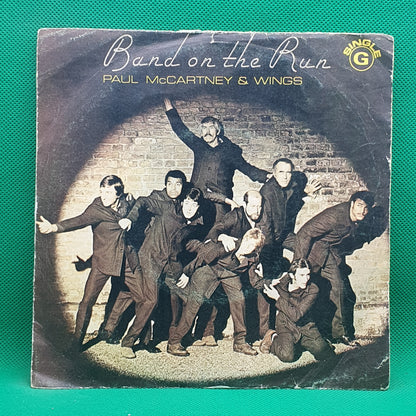 Band on the Run
PAUL McCARTNEY & WINGS
SINGLE
G